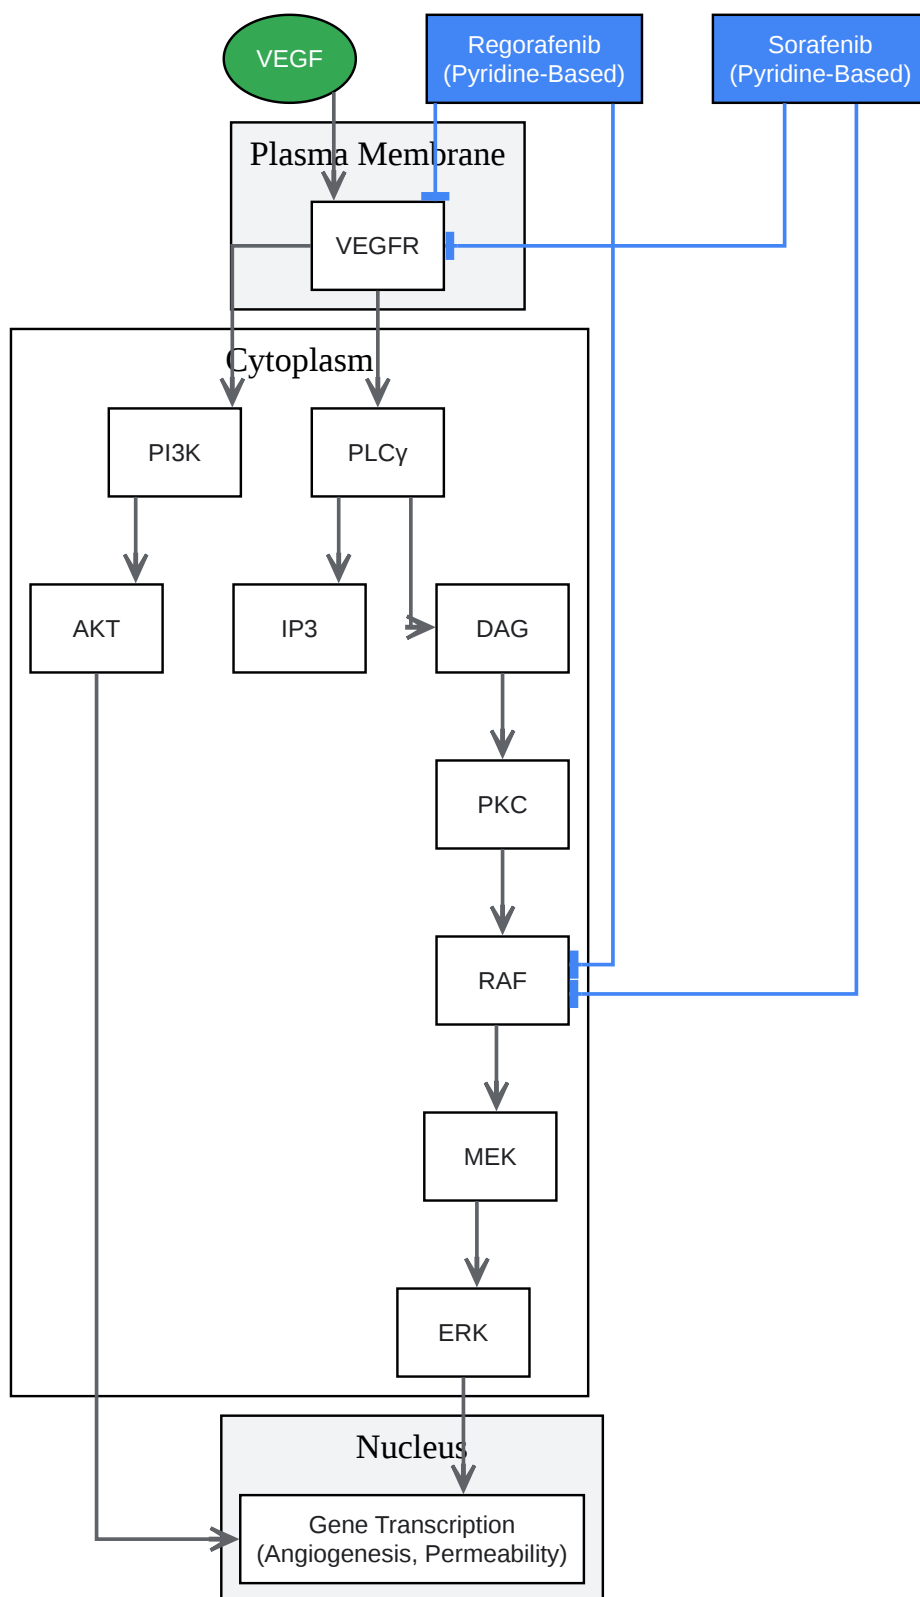 VEGF
Regorafenib
(Pyridine-Based)
Sorafenib
(Pyridine-Based)
Plasma Membrane
VEGFR
Cytoplasm
PI3K
PLCγ
AKT
IP3
DAG
PKC
RAF
MEK
ERK
Nucleus
Gene Transcription
(Angiogenesis, Permeability)